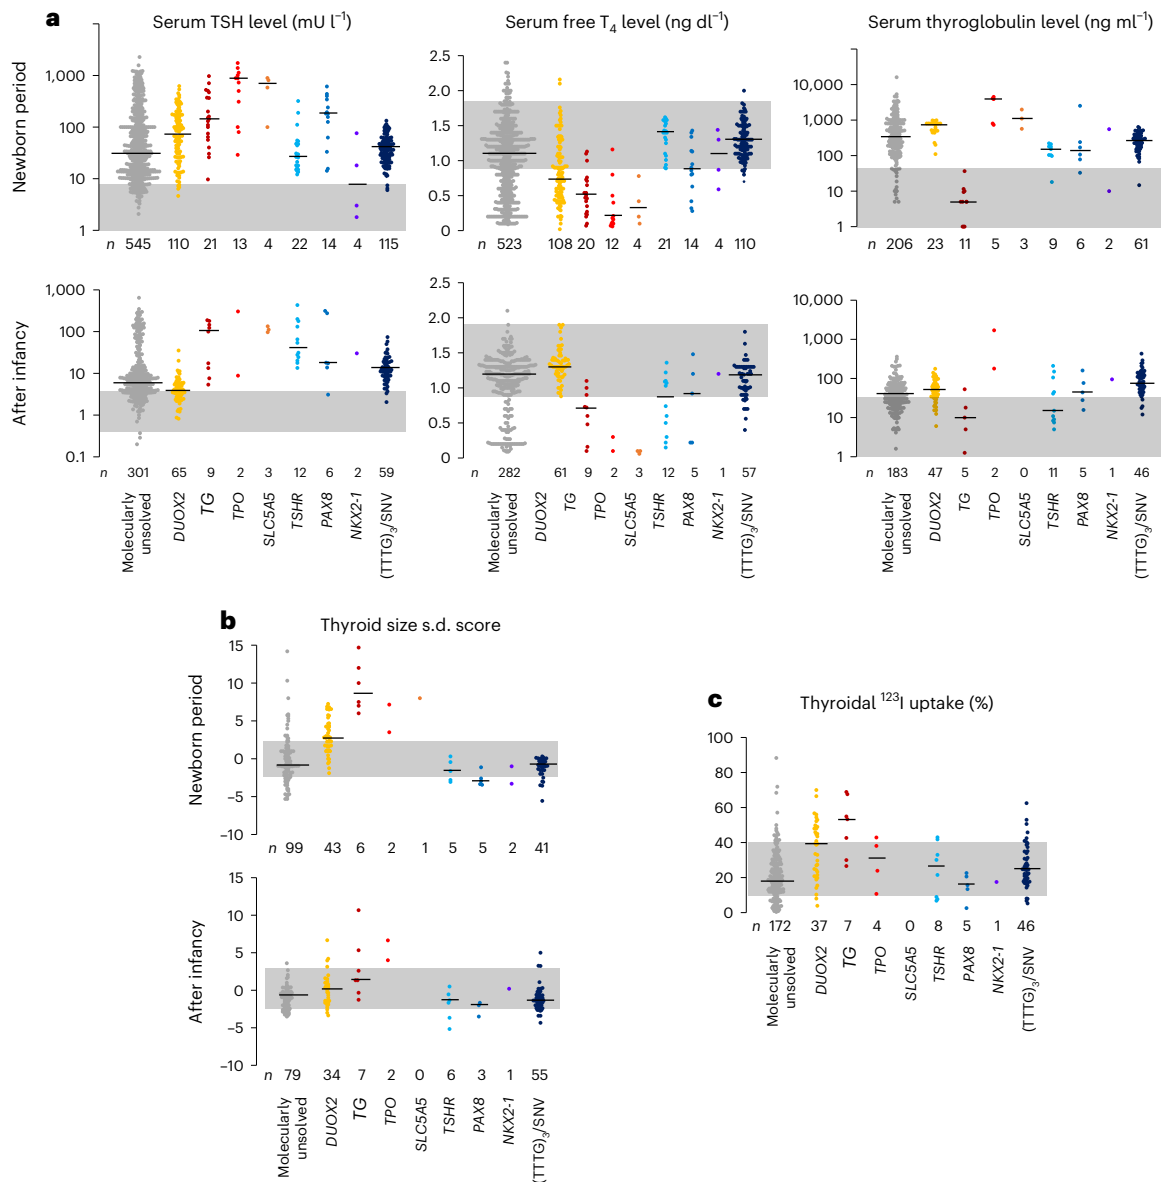 a
Serum TSH level (mU l⁻¹)
Serum free T₄ level (ng dl⁻¹)
Serum thyroglobulin level (ng ml⁻¹)
Newborn period
1,000
100
10
1
n 545 110 21 13 4 22 14 4 115
2.5
2.0
1.5
1.0
0.5
0
n 523 108 20 12 4 21 14 4 110
10,000
1,000
100
10
1
n 206 23 11 5 3 9 6 2 61
After infancy
1,000
100
10
1
0.1
n 301 65 9 2 3 12 6 2 59
Molecularly unsolved
DUOX2
TG
TPO
SLC5A5
TSHR
PAX8
NKX2-1
(TTTG)₃/SNV
2.5
2.0
1.5
1.0
0.5
0
n 282 61 9 2 3 12 5 1 57
Molecularly unsolved
DUOX2
TG
TPO
SLC5A5
TSHR
PAX8
NKX2-1
(TTTG)₃/SNV
10,000
1,000
100
10
1
n 183 47 5 2 0 11 5 1 46
Molecularly unsolved
DUOX2
TG
TPO
SLC5A5
TSHR
PAX8
NKX2-1
(TTTG)₃/SNV
b
Thyroid size s.d. score
Newborn period
15
10
5
0
−5
−10
n 99 43 6 2 1 5 5 2 41
After infancy
15
10
5
0
−5
−10
n 79 34 7 2 0 6 3 1 55
Molecularly unsolved
DUOX2
TG
TPO
SLC5A5
TSHR
PAX8
NKX2-1
(TTTG)₃/SNV
c
Thyroidal ¹²³I uptake (%)
100
80
60
40
20
0
n 172 37 7 4 0 8 5 1 46
Molecularly unsolved
DUOX2
TG
TPO
SLC5A5
TSHR
PAX8
NKX2-1
(TTTG)₃/SNV